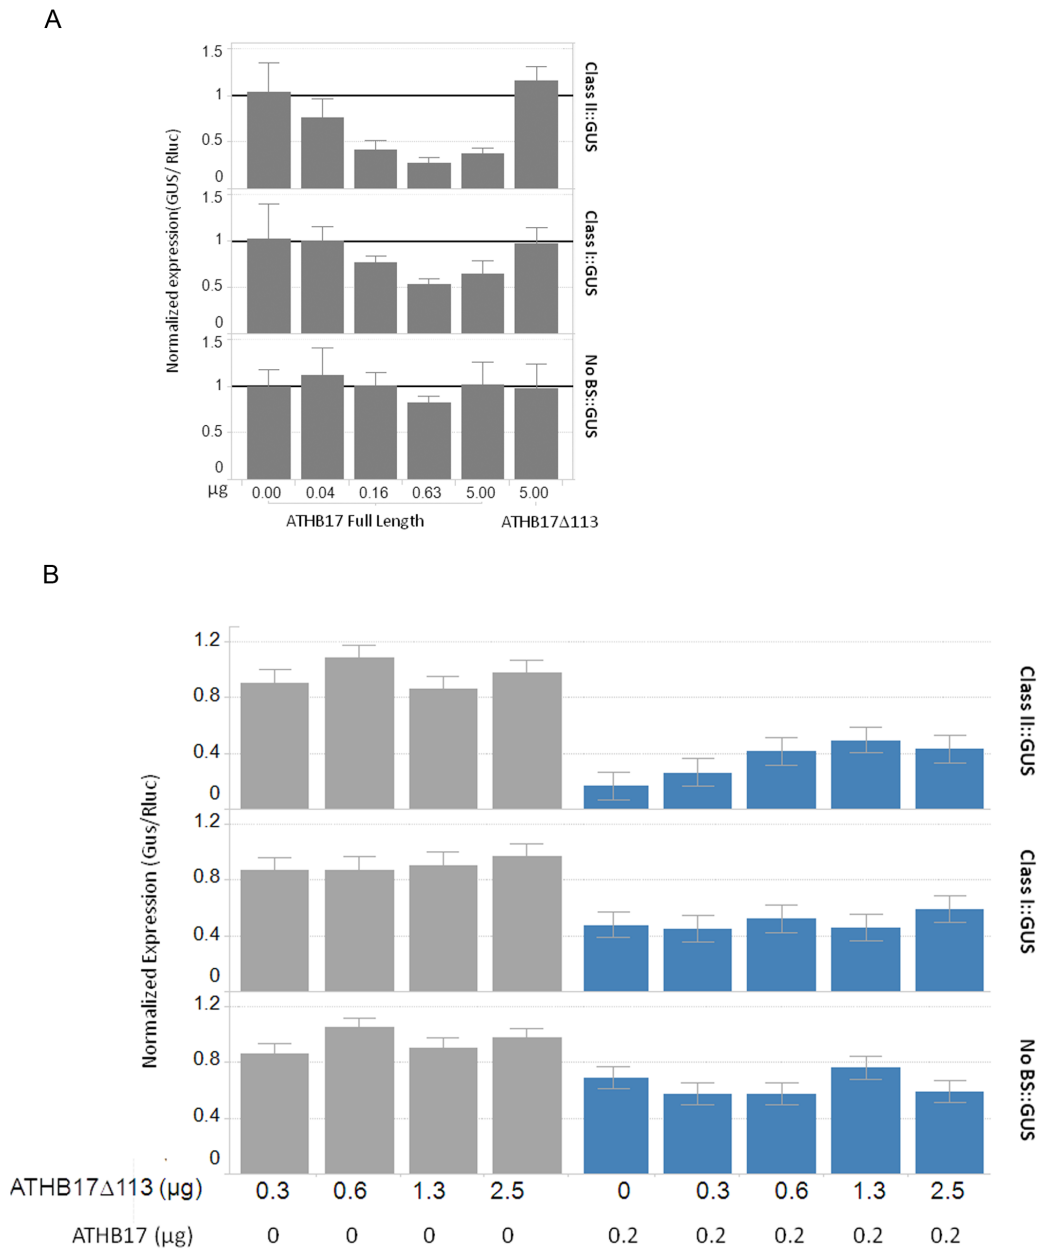 A
Normalized expression(GUS/ Rluc)
1.5
1
0.5
0
Class II::GUS
1.5
1
0.5
0
Class I::GUS
1.5
1
0.5
0
No BS::GUS
µg 0.00 0.04 0.16 0.63 5.00 5.00
ATHB17 Full Length ATHB17Δ113
B
Normalized Expression (Gus/Rluc)
1.2
0.8
0.4
0
Class II::GUS
1.2
0.8
0.4
0
Class I::GUS
1.2
0.8
0.4
0
No BS::GUS
ATHB17Δ113 (µg) 0.3 0.6 1.3 2.5 0 0.3 0.6 1.3 2.5
ATHB17 (µg) 0 0 0 0 0.2 0.2 0.2 0.2 0.2